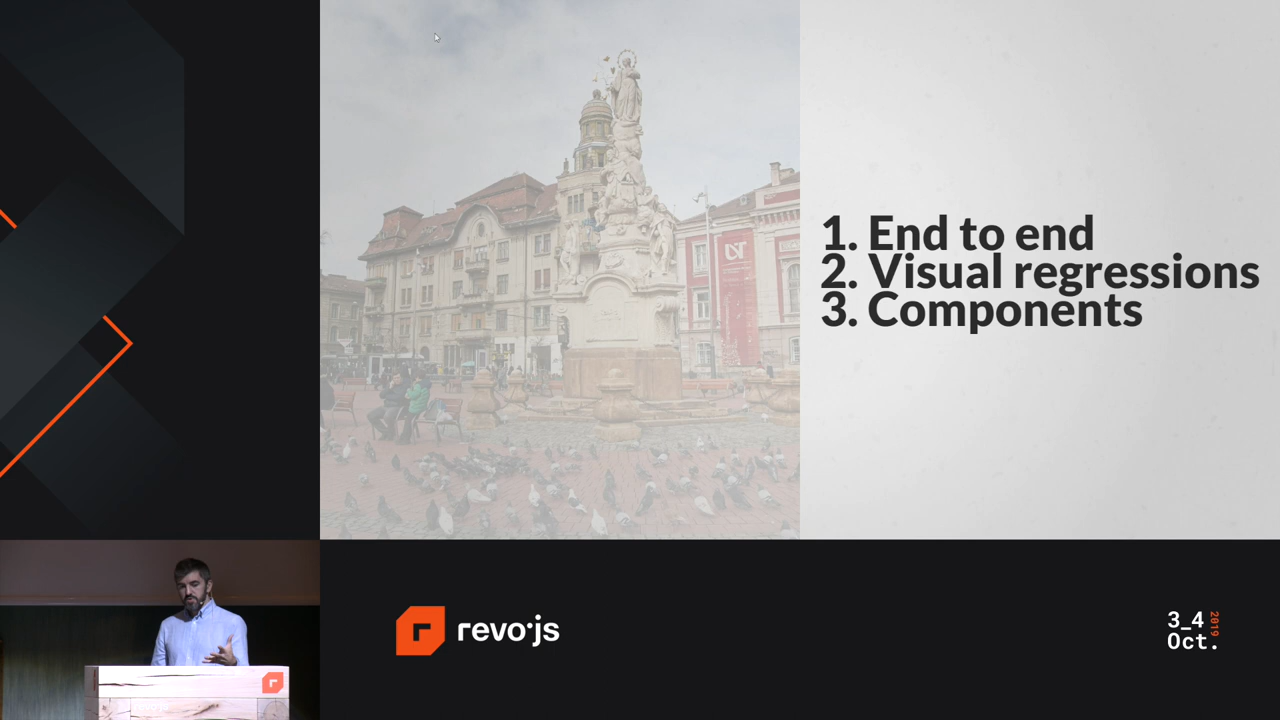 1. End to end
2. Visual regressions
3. Components
revo·js
3_4
Oct.
2019